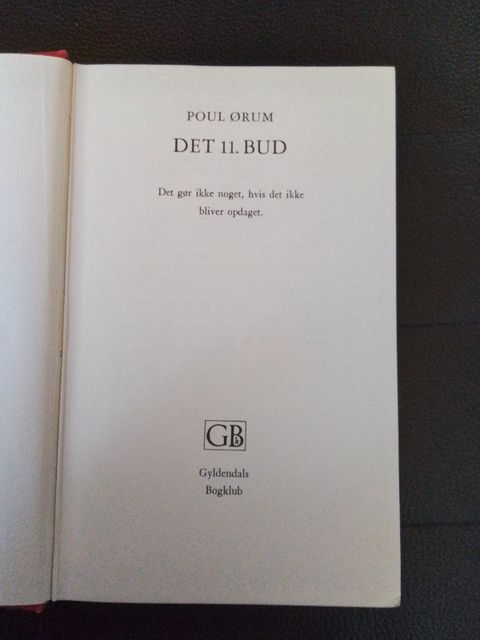 POUL ØRUM
DET 11. BUD
Det gør ikke noget, hvis det ikke
bliver opdaget.
GB
Gyldendals
Bogklub